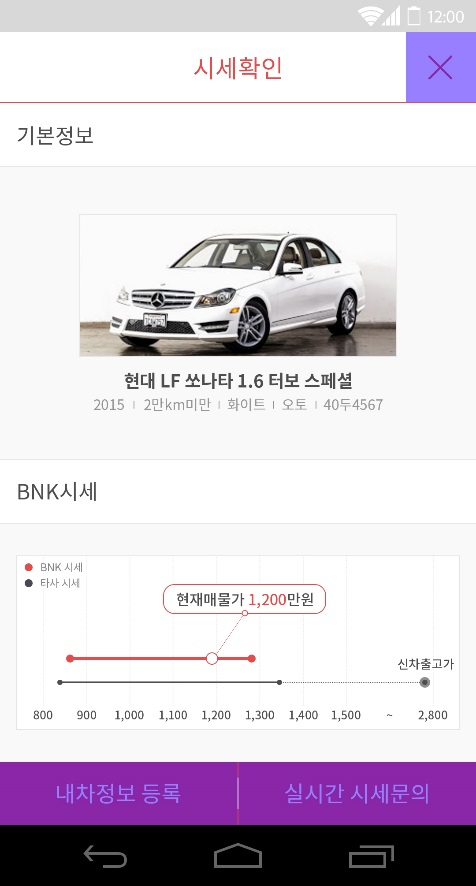 12:00
시세확인
기본정보
현대 LF 쏘나타 1.6 터보 스페셜
2015 | 2만km미만 | 화이트 | 오토 | 40두4567
BNK시세
BNK 시세
타사 시세
현재매물가 1,200만원
신차출고가
800 900 1,000 1,100 1,200 1,300 1,400 1,500 ~ 2,800
내차정보 등록 실시간 시세문의